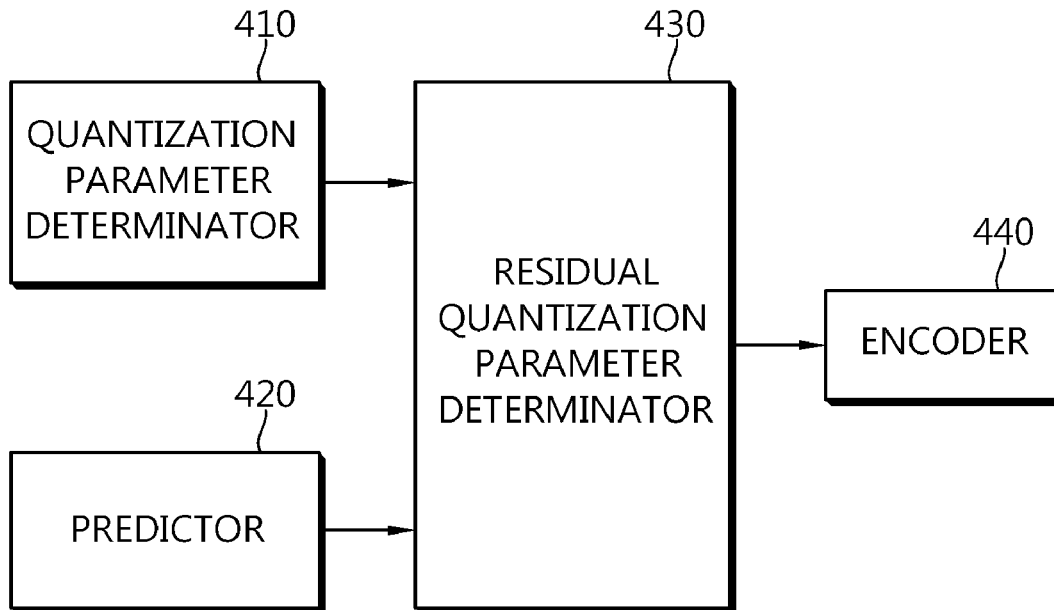 410
QUANTIZATION
PARAMETER
DETERMINATOR
430
RESIDUAL
QUANTIZATION
PARAMETER
DETERMINATOR
440
ENCODER
420
PREDICTOR